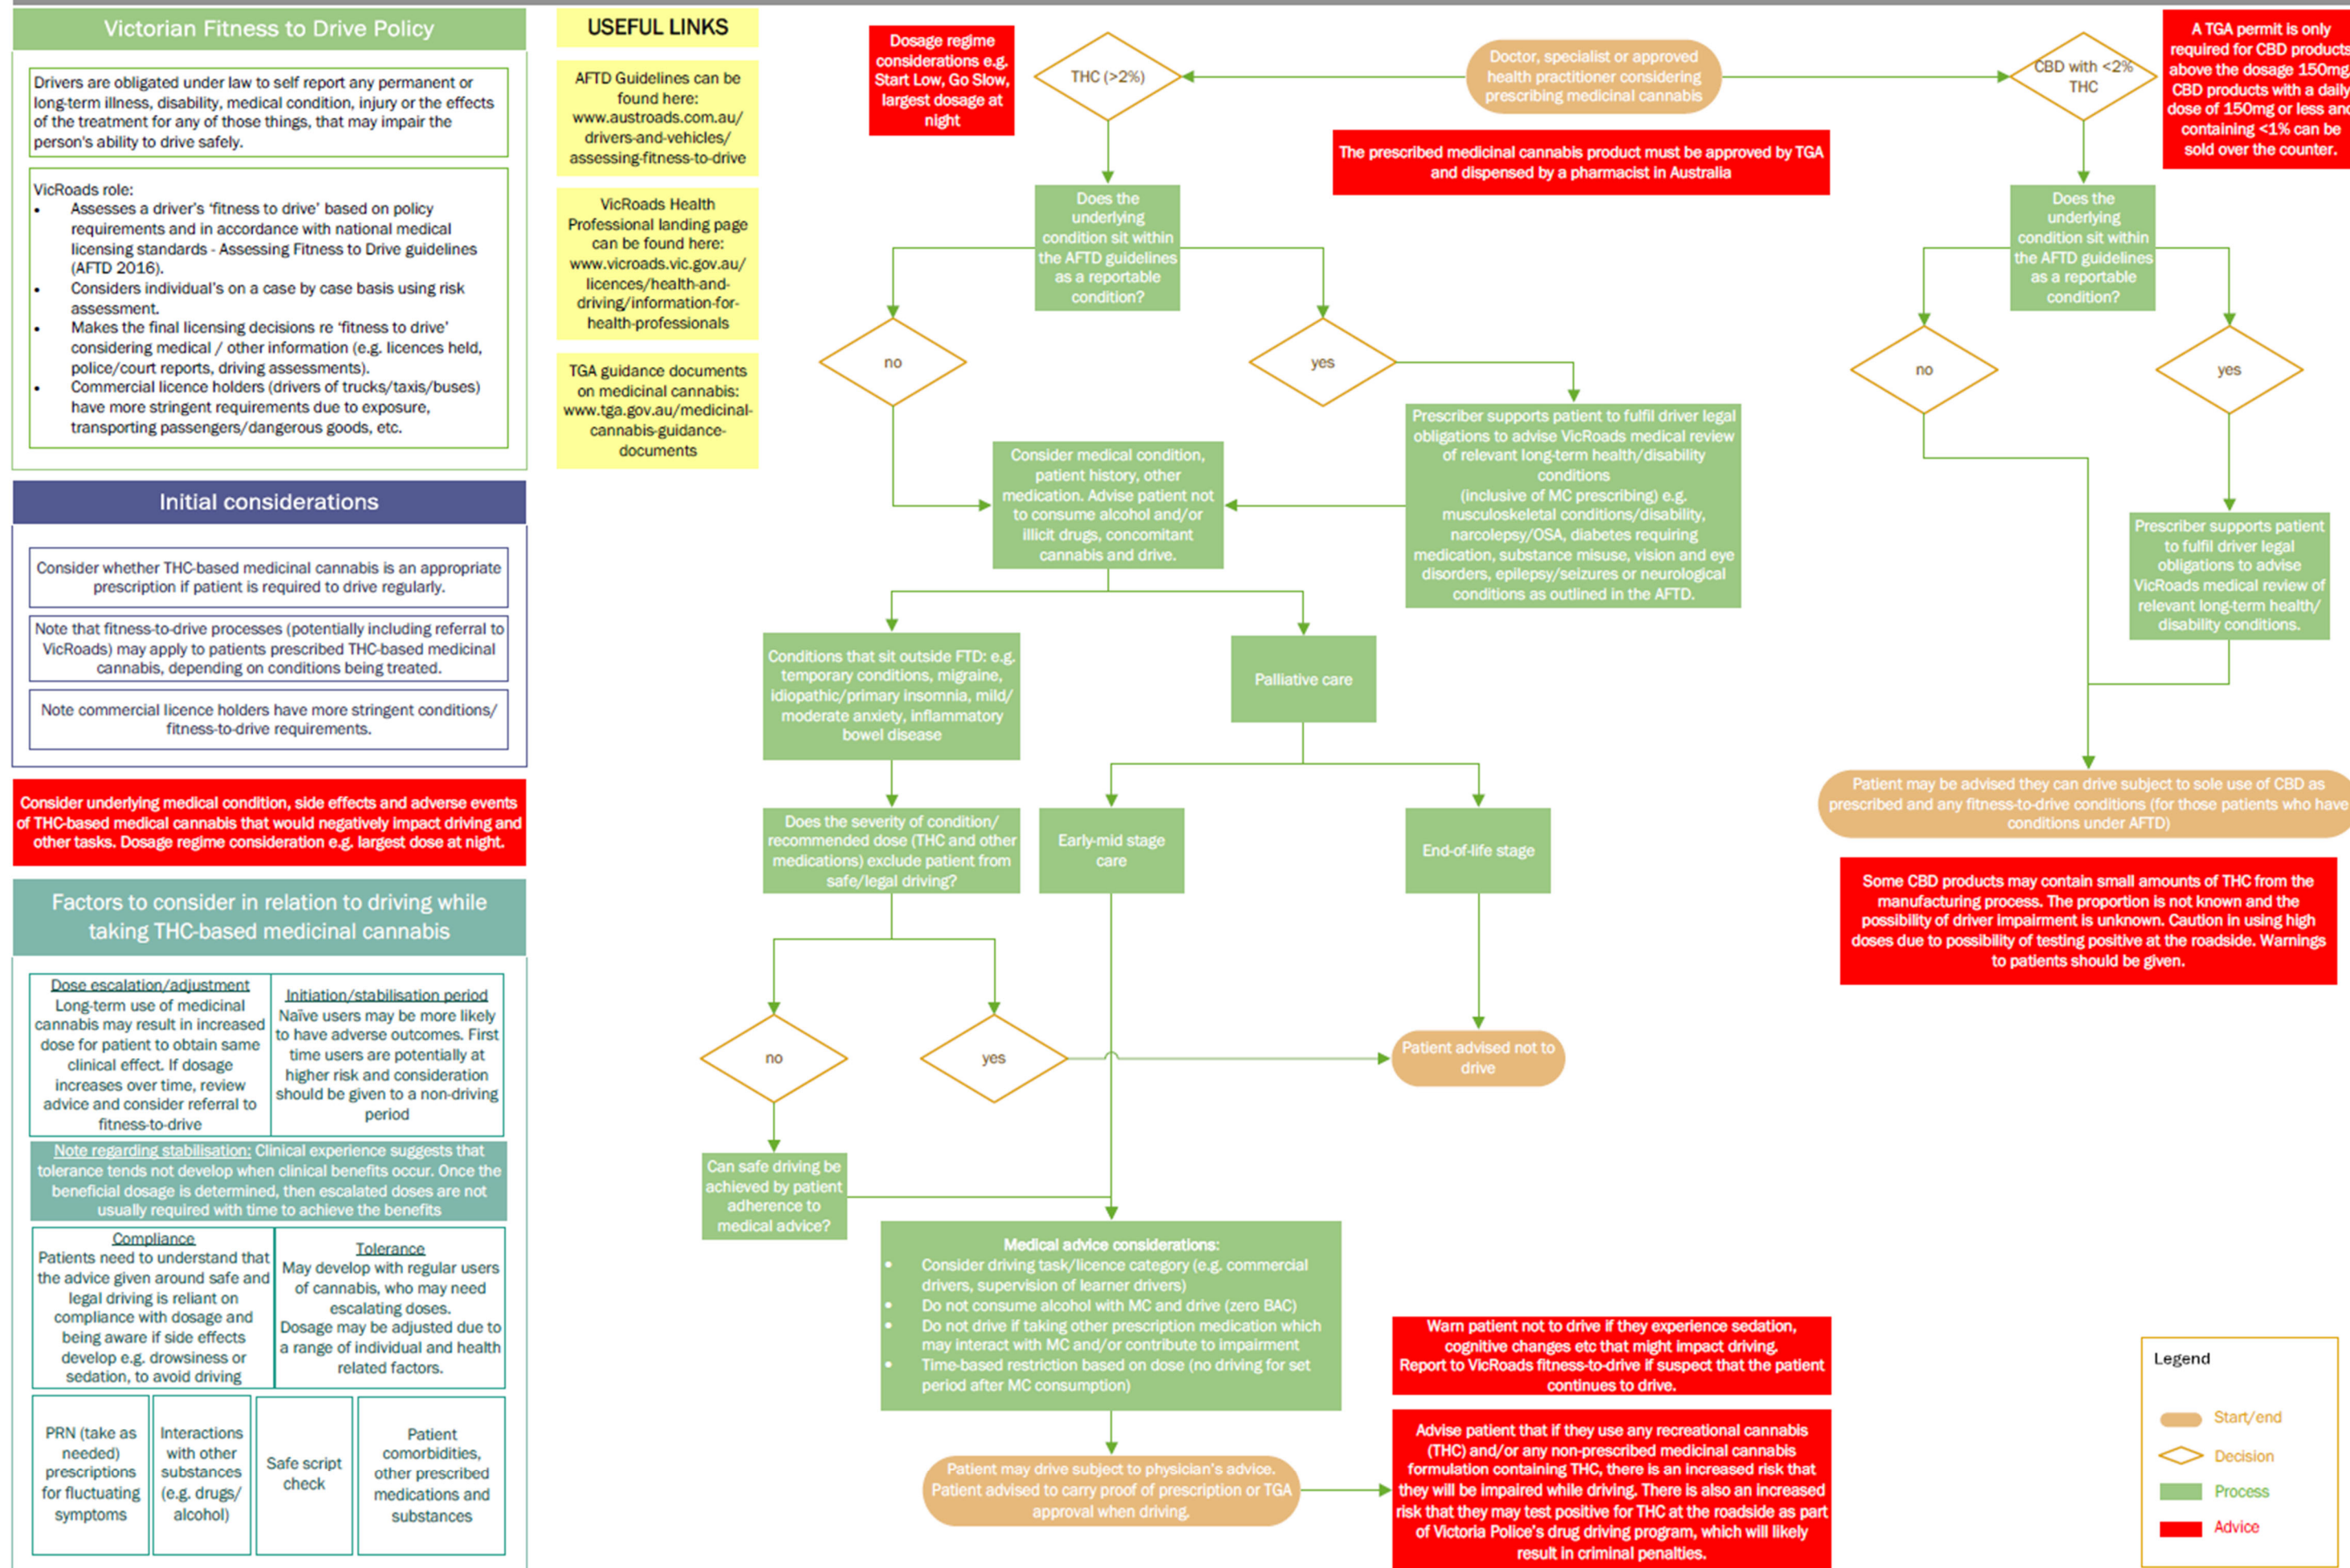 Victorian Fitness to Drive Policy
Drivers are obligated under law to self report any permanent or
long-term illness, disability, medical condition, injury or the effects
of the treatment for any of those things, that may impair the
person's ability to drive safely.
VicRoads role:
• Assesses a driver's 'fitness to drive' based on policy
requirements and in accordance with national medical
licensing standards - Assessing Fitness to Drive guidelines
(AFTD 2016).
• Considers individual's on a case by case basis using risk
assessment.
• Makes the final licensing decisions re 'fitness to drive'
considering medical / other information (e.g. licences held,
police/court reports, driving assessments).
• Commercial licence holders (drivers of trucks/taxis/buses)
have more stringent requirements due to exposure,
transporting passengers/dangerous goods, etc.
Initial considerations
Consider whether THC-based medicinal cannabis is an appropriate
prescription if patient is required to drive regularly.
Note that fitness-to-drive processes (potentially including referral to
VicRoads) may apply to patients prescribed THC-based medicinal
cannabis, depending on conditions being treated.
Note commercial licence holders have more stringent conditions/
fitness-to-drive requirements.
Consider underlying medical condition, side effects and adverse events
of THC-based medical cannabis that would negatively impact driving and
other tasks. Dosage regime consideration e.g. largest dose at night.
Factors to consider in relation to driving while
taking THC-based medicinal cannabis
Dose escalation/adjustment
Long-term use of medicinal
cannabis may result in increased
dose for patient to obtain same
clinical effect. If dosage
increases over time, review
advice and consider referral to
fitness-to-drive
Initiation/stabilisation period
Naïve users may be more likely
to have adverse outcomes. First
time users are potentially at
higher risk and consideration
should be given to a non-driving
period
Note regarding stabilisation: Clinical experience suggests that
tolerance tends not develop when clinical benefits occur. Once the
beneficial dosage is determined, then escalated doses are not
usually required with time to achieve the benefits
Compliance
Patients need to understand that
the advice given around safe and
legal driving is reliant on
compliance with dosage and
being aware if side effects
develop e.g. drowsiness or
sedation, to avoid driving
Tolerance
May develop with regular users
of cannabis, who may need
escalating doses.
Dosage may be adjusted due to
a range of individual and health
related factors.
PRN (take as
needed)
prescriptions
for fluctuating
symptoms
Interactions
with other
substances
(e.g. drugs/
alcohol)
Safe script
check
Patient
comorbidities,
other prescribed
medications and
substances
USEFUL LINKS
AFTD Guidelines can be
found here:
www.austroads.com.au/
drivers-and-vehicles/
assessing-fitness-to-drive
VicRoads Health
Professional landing page
can be found here:
www.vicroads.vic.gov.au/
licences/health-and-
driving/information-for-
health-professionals
TGA guidance documents
on medicinal cannabis:
www.tga.gov.au/medicinal-
cannabis-guidance-
documents
Dosage regime
considerations e.g.
Start Low, Go Slow,
largest dosage at
night
THC (>2%)
Doctor, specialist or approved
health practitioner considering
prescribing medicinal cannabis
CBD with <2%
THC
A TGA permit is only
required for CBD products
above the dosage 150mg.
CBD products with a daily
dose of 150mg or less and
containing <1% can be
sold over the counter.
The prescribed medicinal cannabis product must be approved by TGA
and dispensed by a pharmacist in Australia
Does the
underlying
condition sit within
the AFTD guidelines
as a reportable
condition?
no
yes
Prescriber supports patient to fulfil driver legal
obligations to advise VicRoads medical review
of relevant long-term health/disability
conditions
(inclusive of MC prescribing) e.g.
musculoskeletal conditions/disability,
narcolepsy/OSA, diabetes requiring
medication, substance misuse, vision and eye
disorders, epilepsy/seizures or neurological
conditions as outlined in the AFTD.
Consider medical condition,
patient history, other
medication. Advise patient not
to consume alcohol and/or
illicit drugs, concomitant
cannabis and drive.
Conditions that sit outside FTD: e.g.
temporary conditions, migraine,
idiopathic/primary insomnia, mild/
moderate anxiety, inflammatory
bowel disease
Palliative care
Does the severity of condition/
recommended dose (THC and other
medications) exclude patient from
safe/legal driving?
Early-mid stage
care
End-of-life stage
no
yes
Patient advised not to
drive
Can safe driving be
achieved by patient
adherence to
medical advice?
Medical advice considerations:
• Consider driving task/licence category (e.g. commercial
drivers, supervision of learner drivers)
• Do not consume alcohol with MC and drive (zero BAC)
• Do not drive if taking other prescription medication which
may interact with MC and/or contribute to impairment
• Time-based restriction based on dose (no driving for set
period after MC consumption)
Patient may drive subject to physician's advice.
Patient advised to carry proof of prescription or TGA
approval when driving.
Warn patient not to drive if they experience sedation,
cognitive changes etc that might impact driving.
Report to VicRoads fitness-to-drive if suspect that the patient
continues to drive.
Advise patient that if they use any recreational cannabis
(THC) and/or any non-prescribed medicinal cannabis
formulation containing THC, there is an increased risk that
they will be impaired while driving. There is also an increased
risk that they may test positive for THC at the roadside as part
of Victoria Police's drug driving program, which will likely
result in criminal penalties.
Does the
underlying
condition sit within
the AFTD guidelines
as a reportable
condition?
no
yes
Prescriber supports patient
to fulfil driver legal
obligations to advise
VicRoads medical review of
relevant long-term health/
disability conditions.
Patient may be advised they can drive subject to sole use of CBD as
prescribed and any fitness-to-drive conditions (for those patients who have
conditions under AFTD)
Some CBD products may contain small amounts of THC from the
manufacturing process. The proportion is not known and the
possibility of driver impairment is unknown. Caution in using high
doses due to possibility of testing positive at the roadside. Warnings
to patients should be given.
Legend
Start/end
Decision
Process
Advice